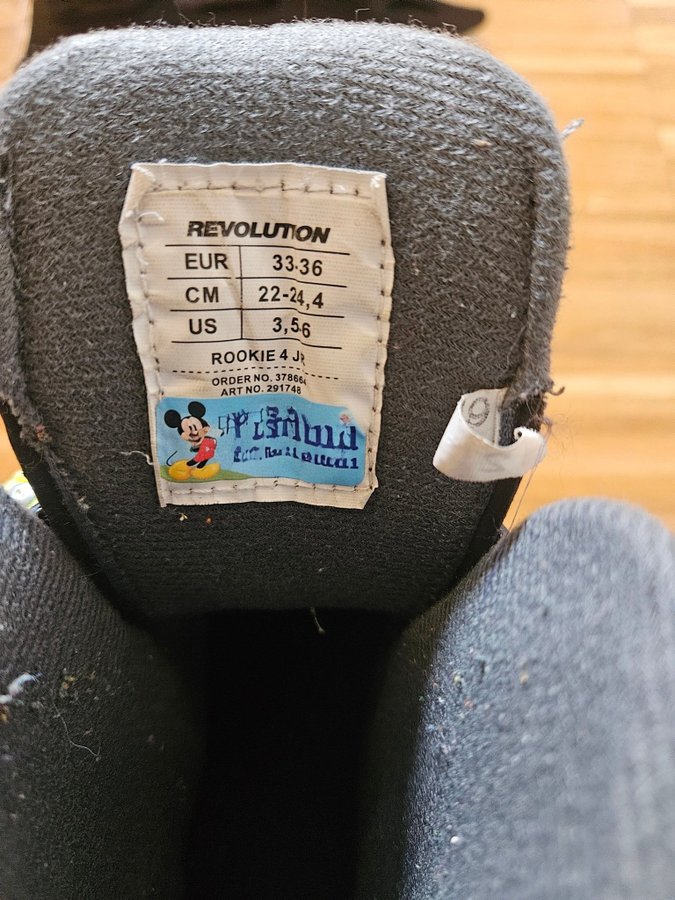 REVOLUTION
EUR 33-36
CM 22-24,4
US 3,5-6
ROOKIE 4 JR
ORDER NO. 378664
ART NO. 291748